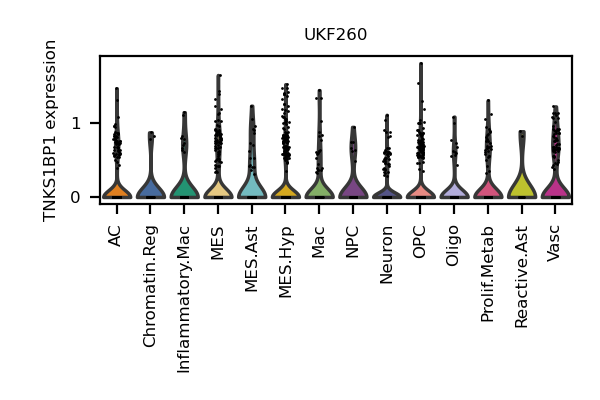 UKF260
TNKS1BP1 expression
1
0
AC
Chromatin.Reg
Inflammatory.Mac
MES
MES.Ast
MES.Hyp
Mac
NPC
Neuron
OPC
Oligo
Prolif.Metab
Reactive.Ast
Vasc